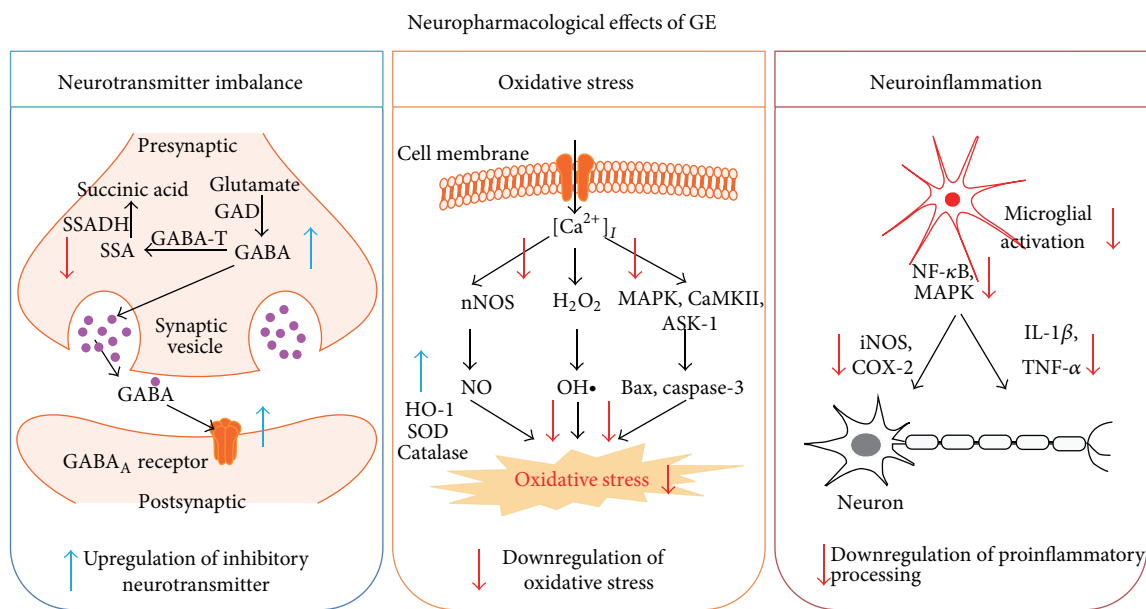 Neuropharmacological effects of GE
Neurotransmitter imbalance
Presynaptic
Succinic acid
Glutamate
SSADH
GAD
SSA
GABA-T
GABA
Synaptic
vesicle
GABA
GABA_A receptor
Postsynaptic
Upregulation of inhibitory
neurotransmitter
Oxidative stress
Cell membrane
[Ca²⁺]_I
nNOS
H₂O₂
MAPK, CaMKII,
ASK-1
NO
OH•
Bax, caspase-3
HO-1
SOD
Catalase
Oxidative stress
Downregulation of
oxidative stress
Neuroinflammation
Microglial
activation
NF-κB,
MAPK
iNOS,
COX-2
IL-1β,
TNF-α
Neuron
Downregulation of proinflammatory
processing